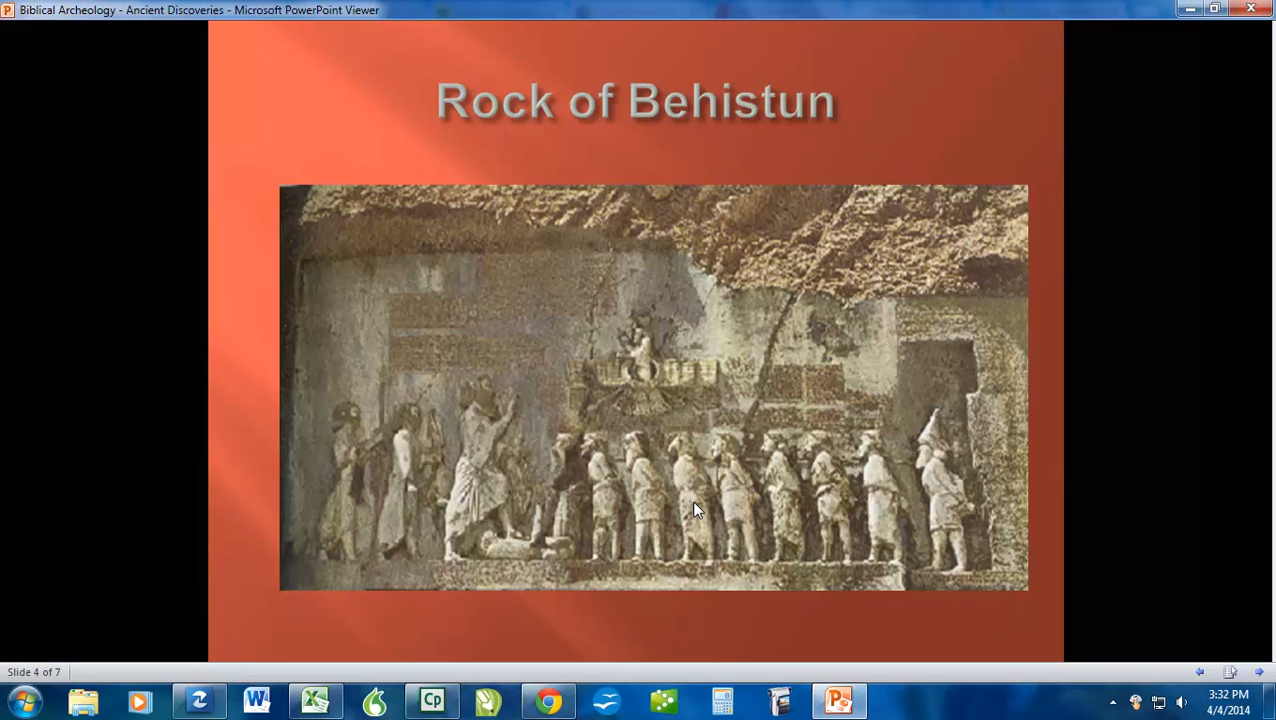 Biblical Archeology - Ancient Discoveries - Microsoft PowerPoint Viewer
Rock of Behistun
Slide 4 of 7
3:32 PM
4/4/2014